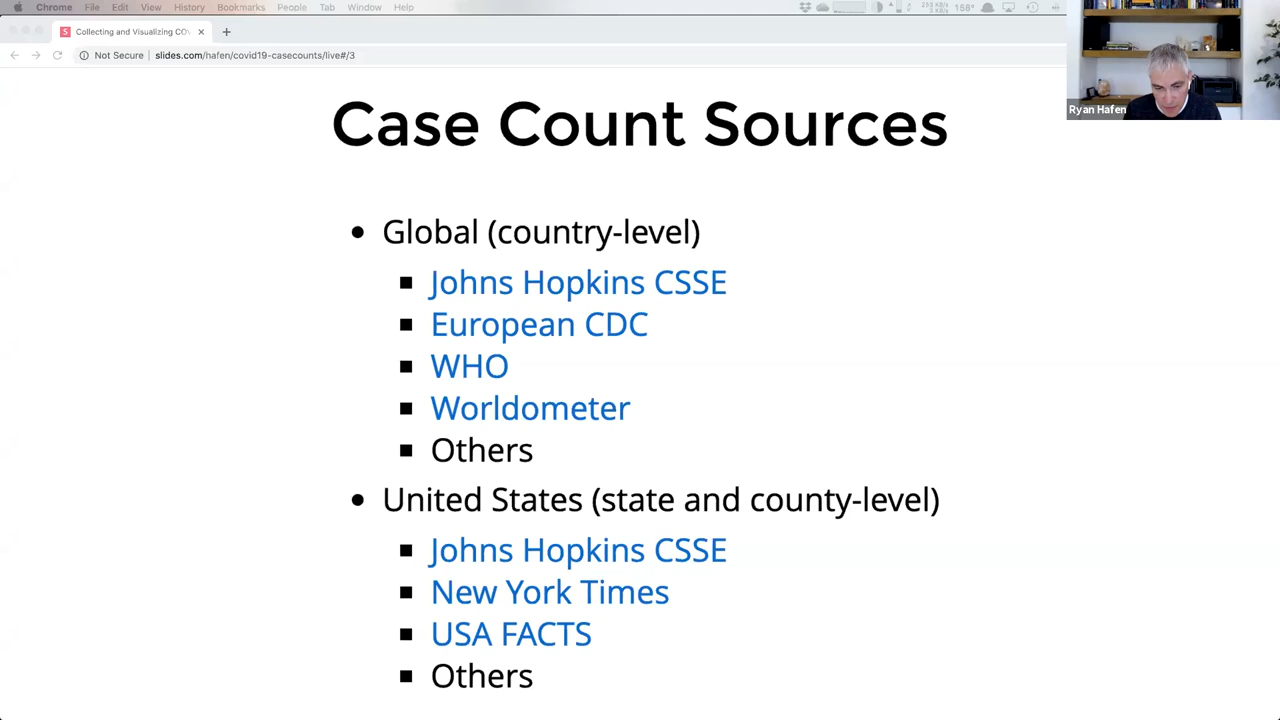 Chrome File Edit View History Bookmarks People Tab Window Help
168°
Collecting and Visualizing CO
Not Secure slides.com/hafen/covid19-casecounts/live#/3
Ryan Hafen
Case Count Sources
Global (country-level)
Johns Hopkins CSSE
European CDC
WHO
Worldometer
Others
United States (state and county-level)
Johns Hopkins CSSE
New York Times
USA FACTS
Others